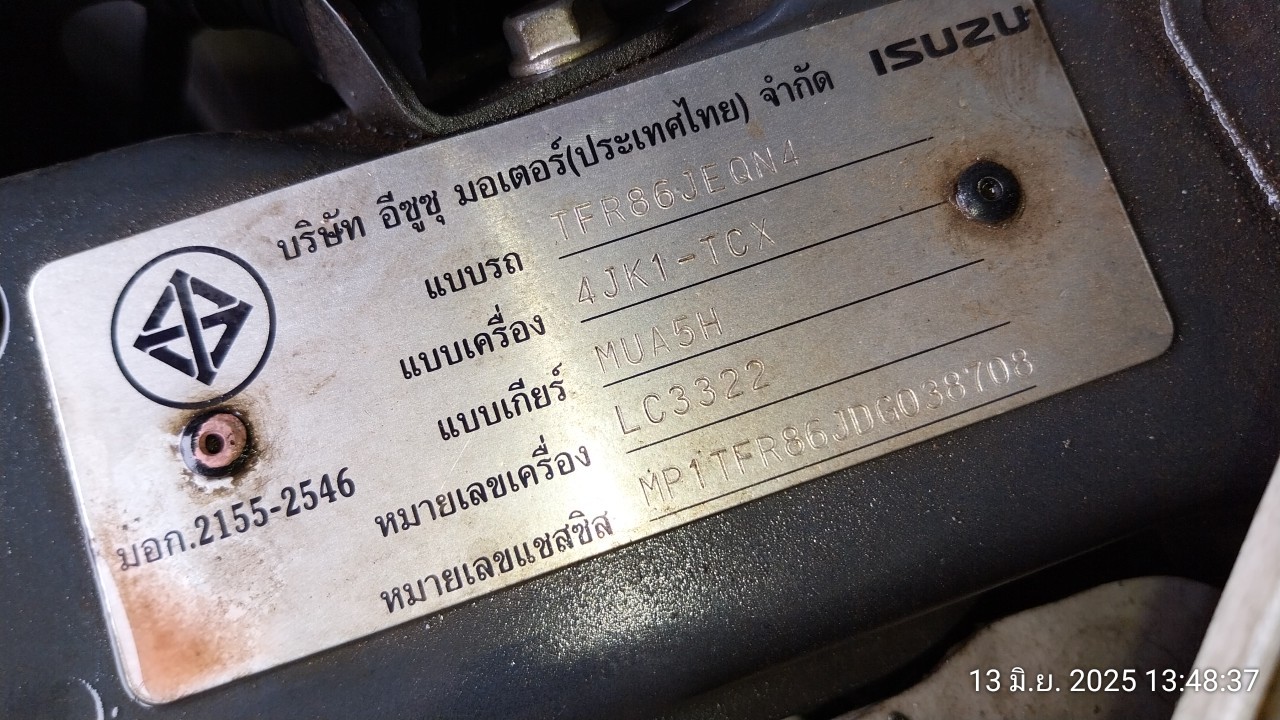 ISUZU
บริษัท อีซูซุ มอเตอร์(ประเทศไทย) จำกัด
แบบรถ TFR86JEQN4
แบบเครื่อง 4JK1-TCX
แบบเกียร์ MUA5H
หมายเลขเครื่อง LC3322
หมายเลขแชสซิส MP1TFR86JDG038708
มอก.2155-2546
13 มิ.ย. 2025 13:48:37